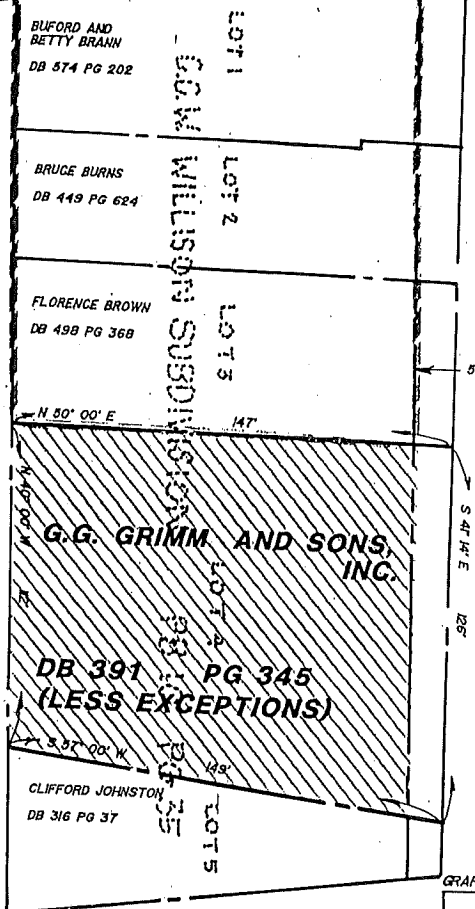 BUFORD AND
BETTY BRANN
DB 574 PG 202
LOT 1
G.W. WILLISON SUBDIVISION
BRUCE BURNS
DB 449 PG 624
LOT 2
FLORENCE BROWN
DB 498 PG 368
LOT 3
5
N 50° 00' E
147'
N 40° 00' W
S 41° 14' E
126'
G.G. GRIMM AND SONS,
INC.
LOT 4
DB 391 PG 345
(LESS EXCEPTIONS)
S 57° 00' W
149'
CLIFFORD JOHNSTON
DB 316 PG 37
LOT 5